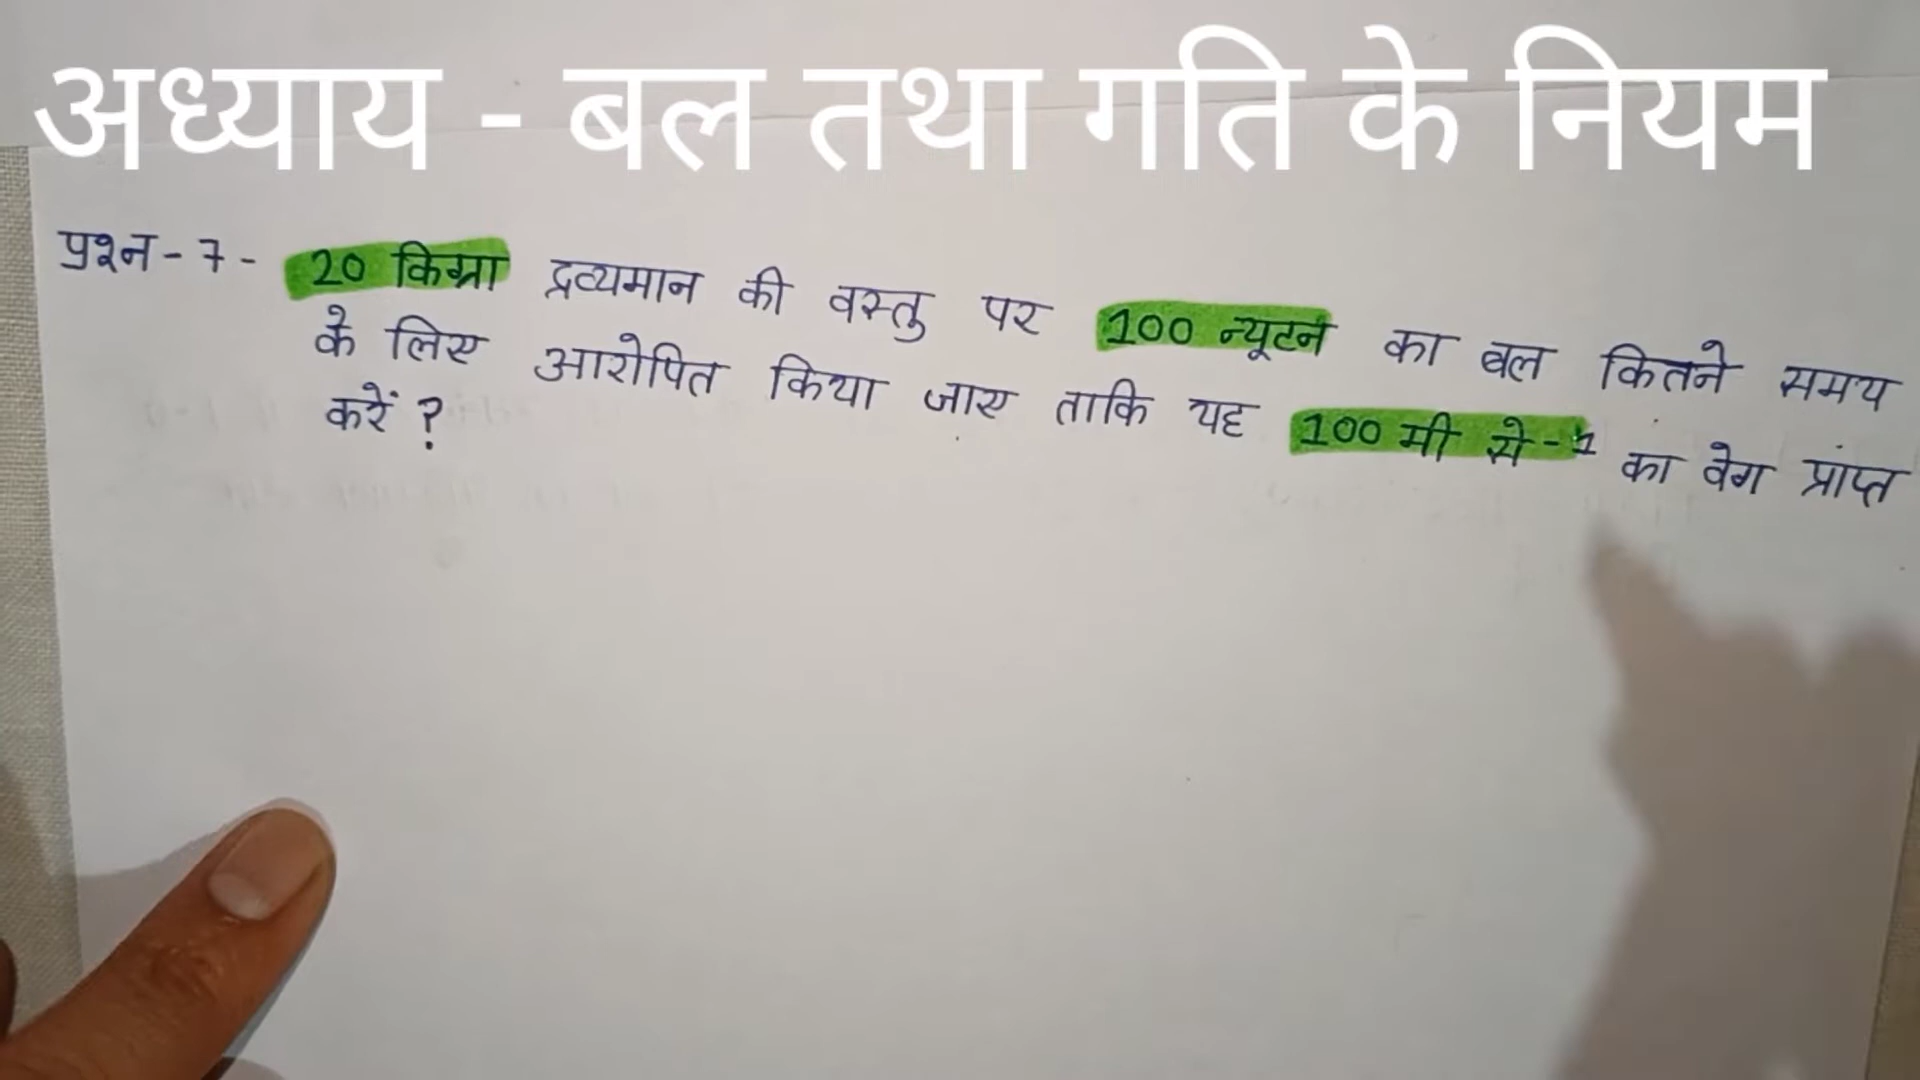 अध्याय - बल तथा गति के नियम
प्रश्न - 7 - 20 किग्रा द्रव्यमान की वस्तु पर 100 न्यूटन का बल कितने समय
के लिए आरोपित किया जाए ताकि यह 100 मी से⁻¹ का वेग प्राप्त
करें ?